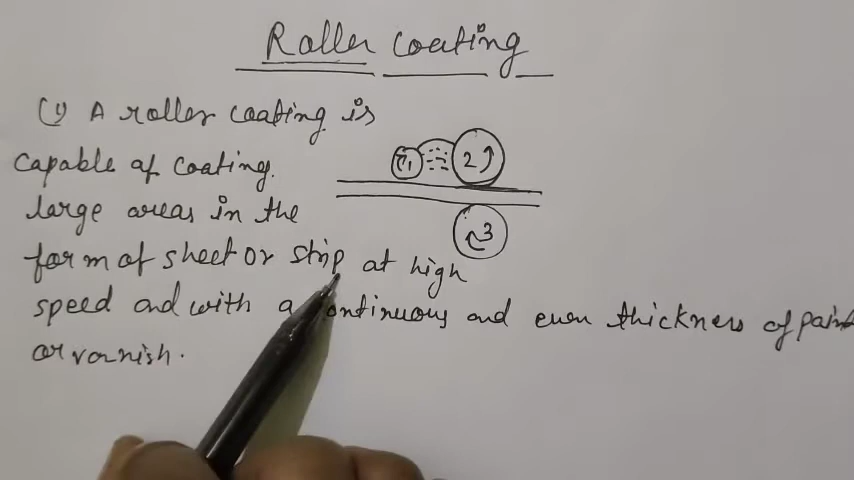 Roller coating
(1) A roller coating is
capable of coating.
large areas in the
form of sheet or strip at high
speed and with a continuous and even thickness of paint
or varnish.
1
2
3